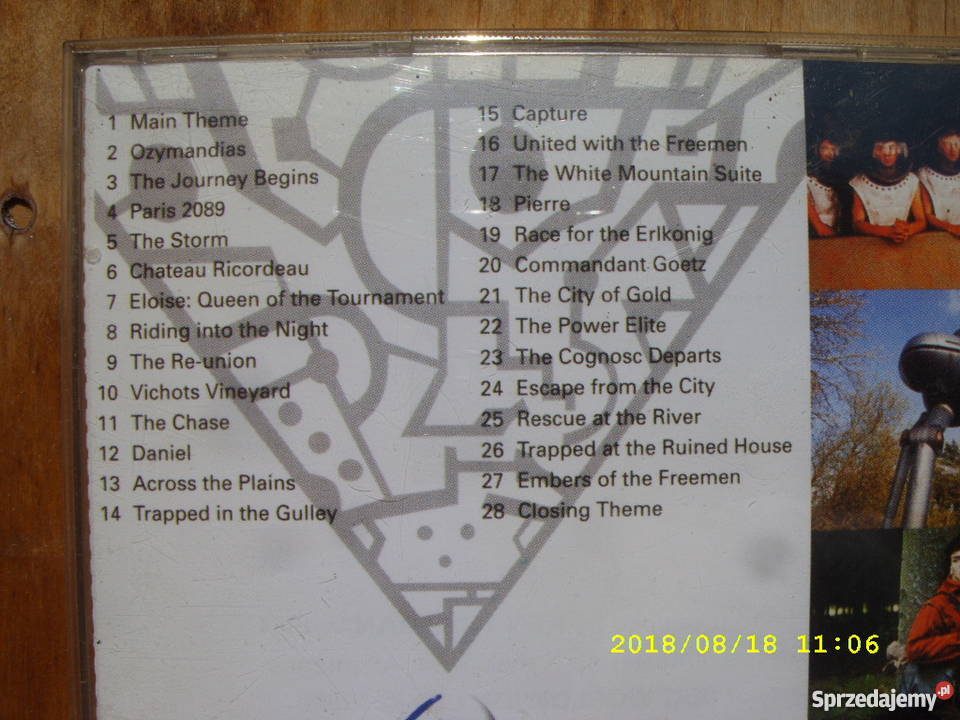 1 Main Theme
2 Ozymandias
3 The Journey Begins
4 Paris 2089
5 The Storm
6 Chateau Ricordeau
7 Eloise: Queen of the Tournament
8 Riding into the Night
9 The Re-union
10 Vichots Vineyard
11 The Chase
12 Daniel
13 Across the Plains
14 Trapped in the Gulley
15 Capture
16 United with the Freemen
17 The White Mountain Suite
18 Pierre
19 Race for the Erlkonig
20 Commandant Goetz
21 The City of Gold
22 The Power Elite
23 The Cognosc Departs
24 Escape from the City
25 Rescue at the River
26 Trapped at the Ruined House
27 Embers of the Freemen
28 Closing Theme
2018/08/18 11:06
Sprzedajemy.pl